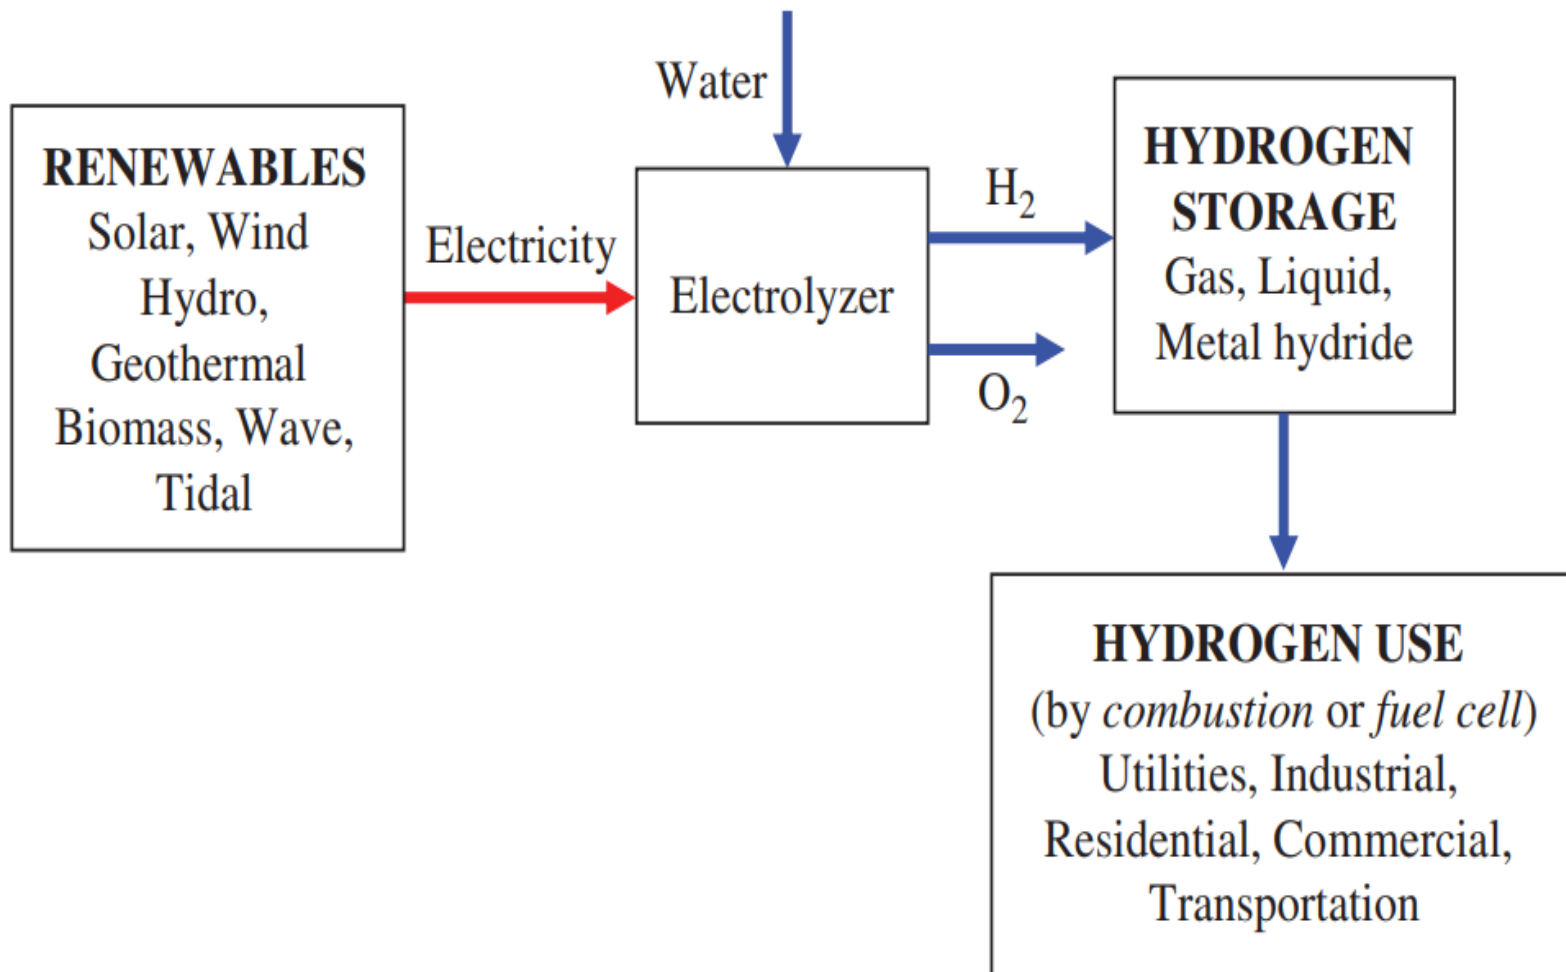 RENEWABLES
Solar, Wind
Hydro,
Geothermal
Biomass, Wave,
Tidal
Electricity
Water
Electrolyzer
H₂
O₂
HYDROGEN
STORAGE
Gas, Liquid,
Metal hydride
HYDROGEN USE
(by combustion or fuel cell)
Utilities, Industrial,
Residential, Commercial,
Transportation